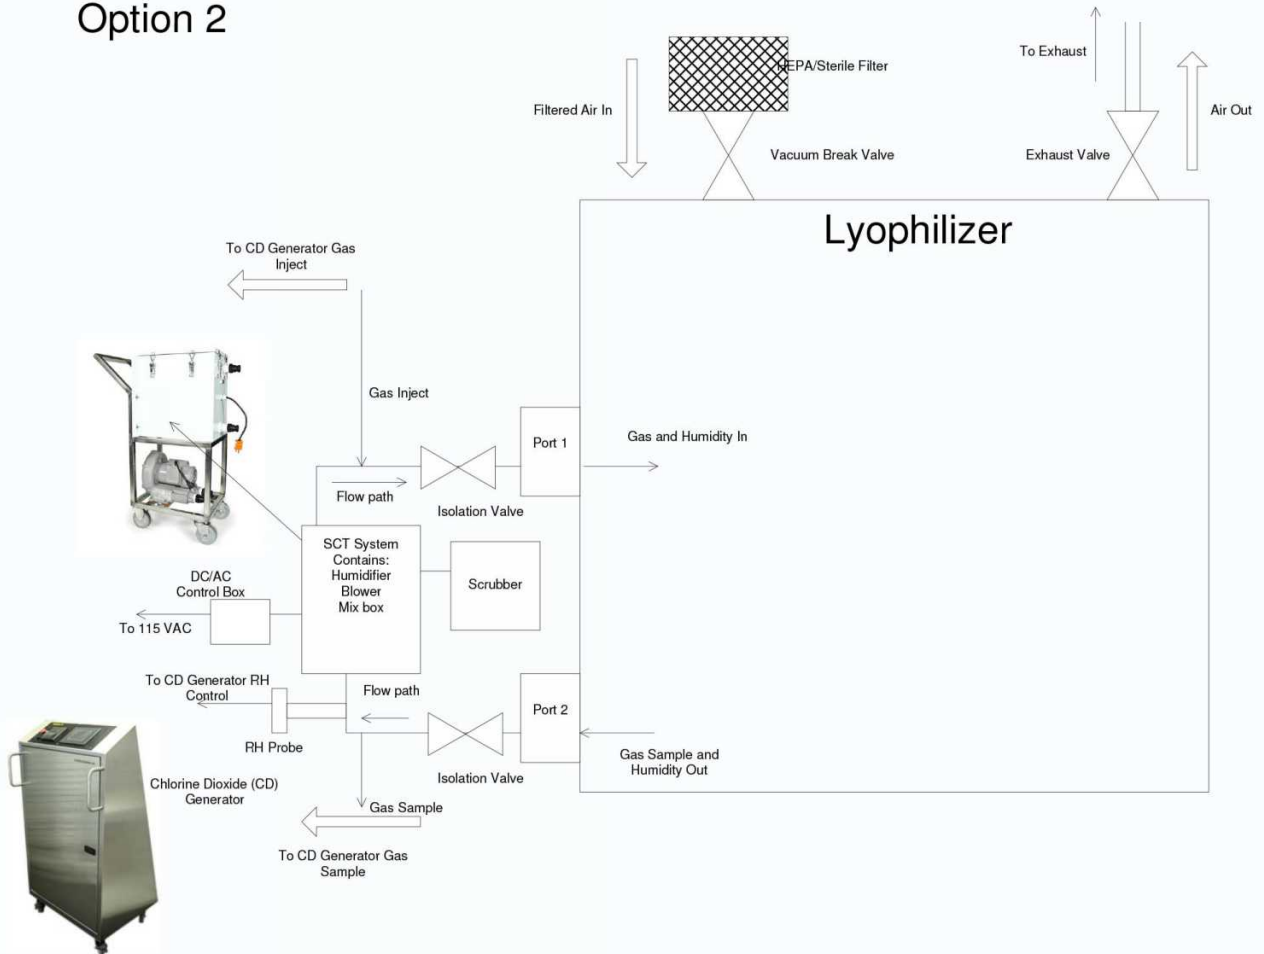 Option 2
To Exhaust
HEPA/Sterile Filter
Filtered Air In
Air Out
Vacuum Break Valve
Exhaust Valve
Lyophilizer
To CD Generator Gas
Inject
Gas Inject
Port 1
Gas and Humidity In
Flow path
Isolation Valve
SCT System
Contains:
Humidifier
Blower
Mix box
Scrubber
DC/AC
Control Box
To 115 VAC
To CD Generator RH
Control
Flow path
Port 2
RH Probe
Gas Sample and
Humidity Out
Isolation Valve
Chlorine Dioxide (CD)
Generator
Gas Sample
To CD Generator Gas
Sample